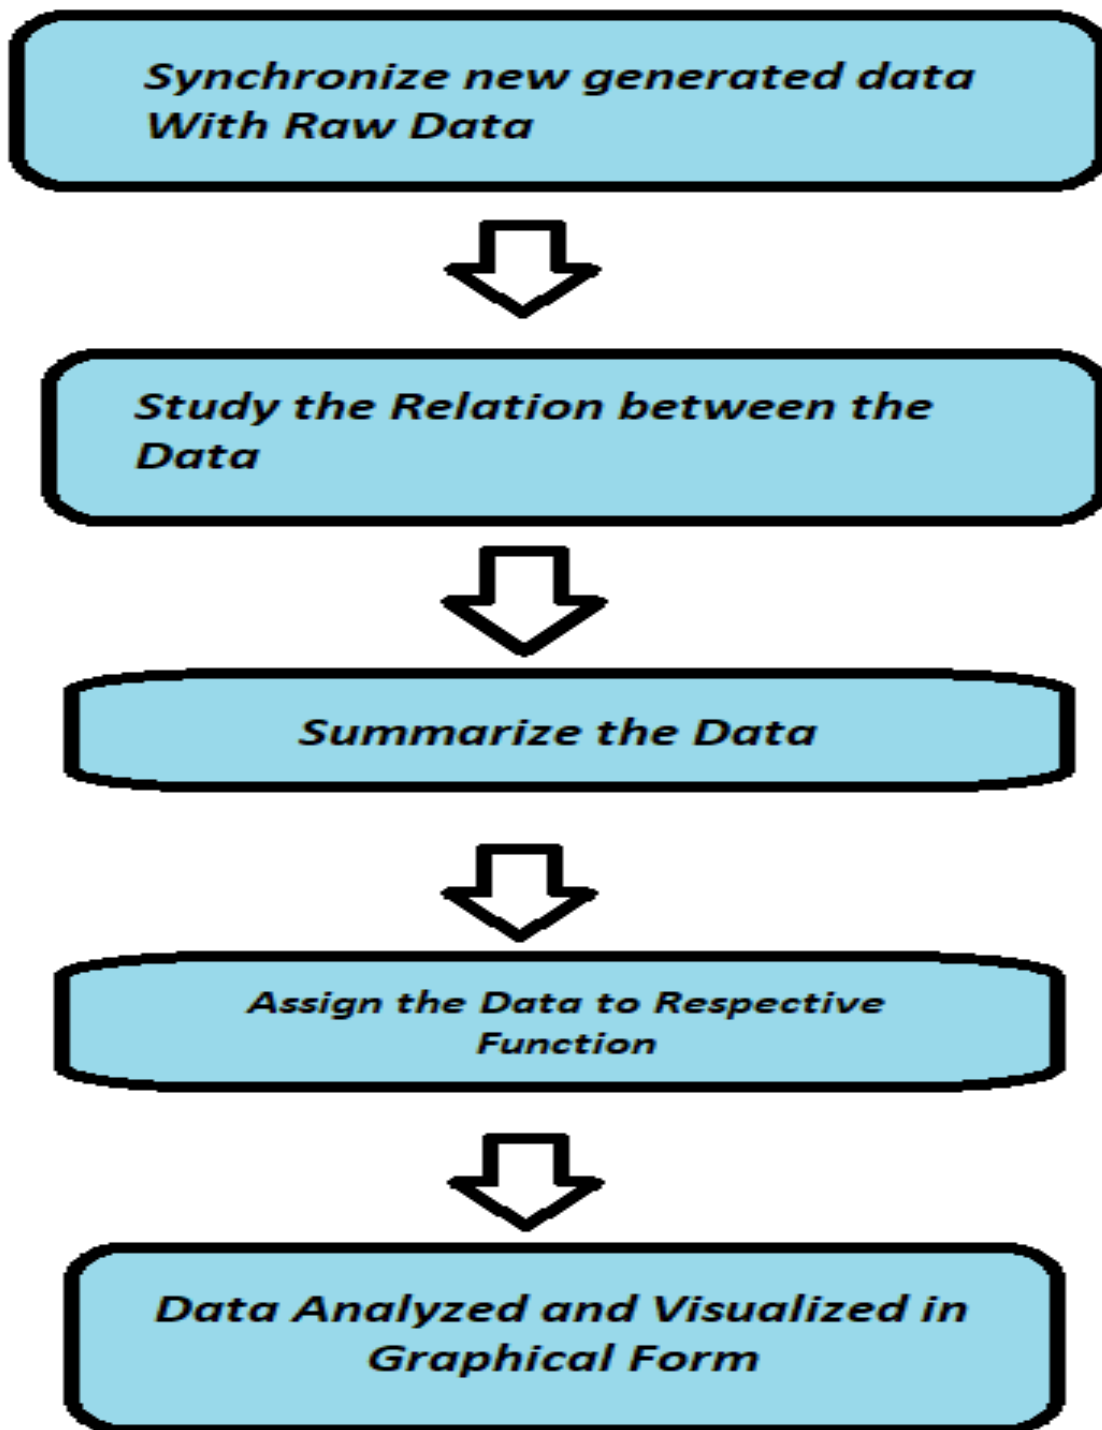 Synchronize new generated data
With Raw Data
Study the Relation between the
Data
Summarize the Data
Assign the Data to Respective
Function
Data Analyzed and Visualized in
Graphical Form